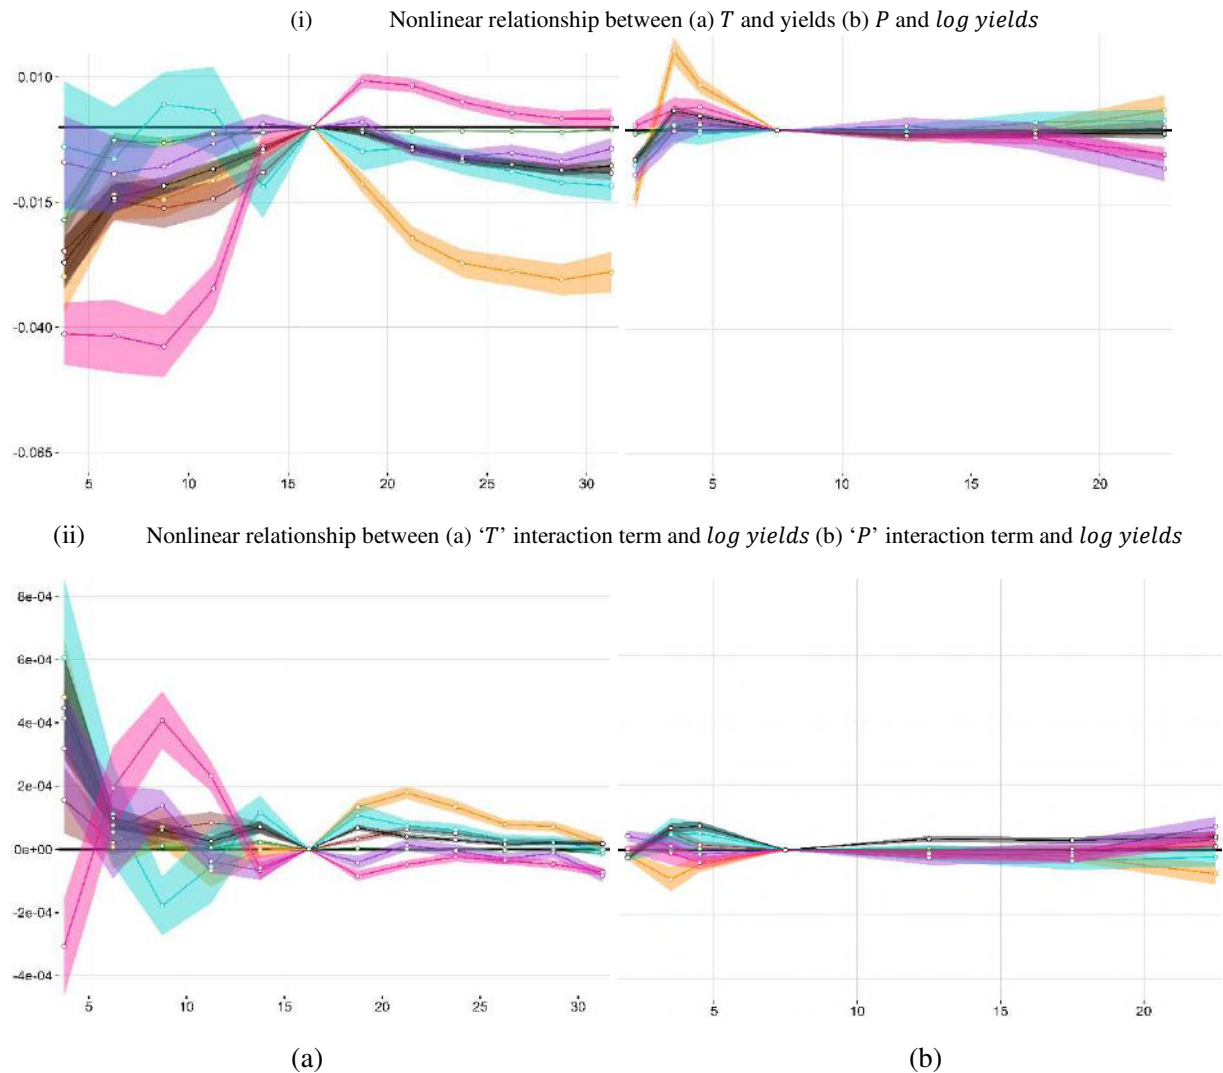 (i) Nonlinear relationship between (a) T and yields (b) P and log yields
0.010
-0.015
-0.040
-0.085
5 10 15 20 25 30
5 10 15 20
(ii) Nonlinear relationship between (a) ‘T’ interaction term and log yields (b) ‘P’ interaction term and log yields
8e-04
6e-04
4e-04
2e-04
0e+00
-2e-04
-4e-04
5 10 15 20 25 30
5 10 15 20
(a) (b)